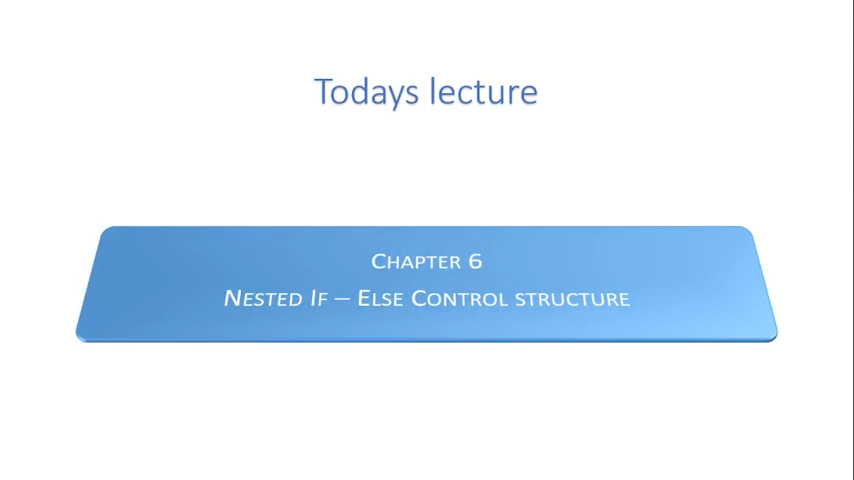 Todays lecture
CHAPTER 6
NESTED IF – ELSE CONTROL STRUCTURE